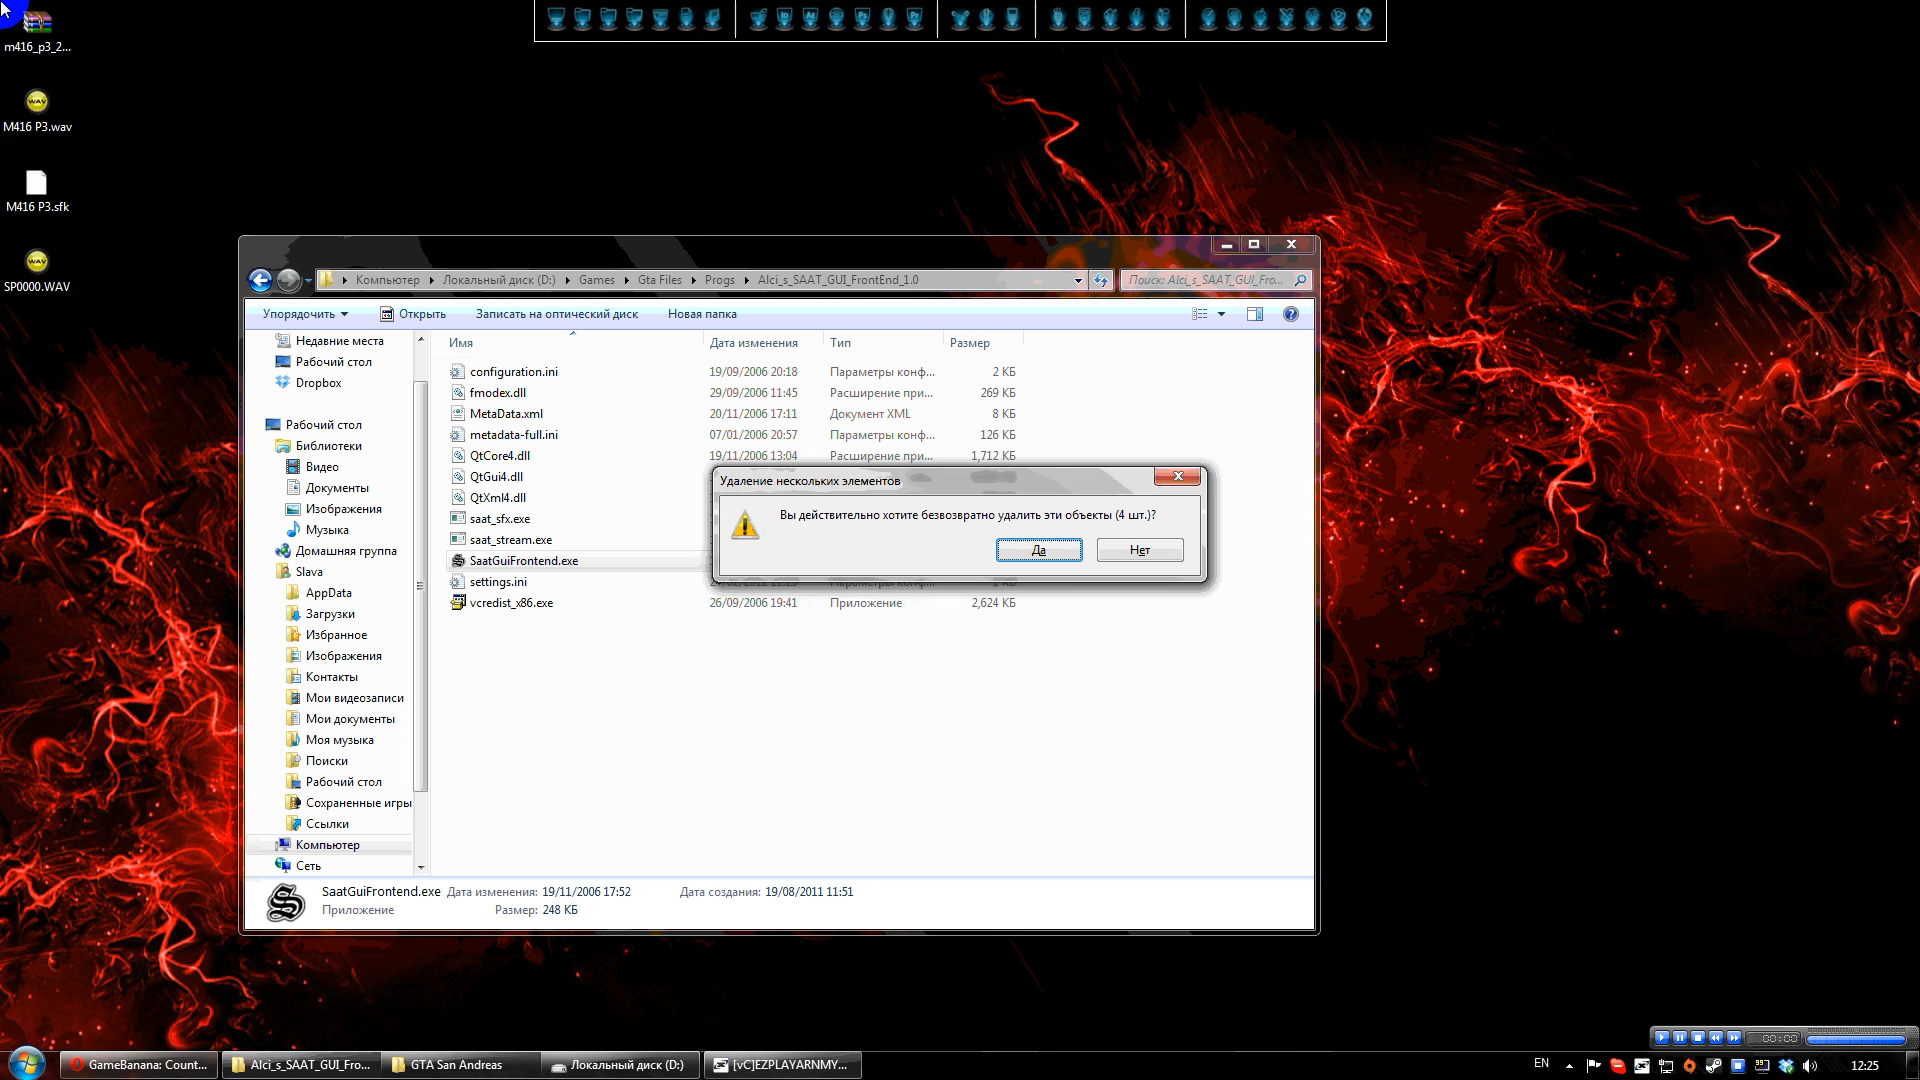 m416_p3_2...
M416 P3.wav
M416 P3.sfk
SP0000.WAV
Компьютер Локальный диск (D:) Games Gta Files Progs Alci_s_SAAT_GUI_FrontEnd_1.0
Поиск: Alci_s_SAAT_GUI_Fro...
Упорядочить Открыть Записать на оптический диск Новая папка
Недавние места
Рабочий стол
Dropbox
Рабочий стол
Библиотеки
Видео
Документы
Изображения
Музыка
Домашняя группа
Slava
AppData
Загрузки
Избранное
Изображения
Контакты
Мои видеозаписи
Мои документы
Моя музыка
Поиски
Рабочий стол
Сохраненные игры
Ссылки
Компьютер
Сеть
Имя Дата изменения Тип Размер
configuration.ini 19/09/2006 20:18 Параметры конф... 2 КБ
fmodex.dll 29/09/2006 11:45 Расширение при... 269 КБ
MetaData.xml 20/11/2006 17:11 Документ XML 8 КБ
metadata-full.ini 07/01/2006 20:57 Параметры конф... 126 КБ
QtCore4.dll 19/11/2006 13:04 Расширение при... 1,712 КБ
QtGui4.dll
QtXml4.dll
saat_sfx.exe
saat_stream.exe
SaatGuiFrontend.exe
settings.ini
vcredist_x86.exe 26/09/2006 19:41 Приложение 2,624 КБ
Удаление нескольких элементов
Вы действительно хотите безвозвратно удалить эти объекты (4 шт.)?
Да Нет
SaatGuiFrontend.exe Дата изменения: 19/11/2006 17:52 Дата создания: 19/08/2011 11:51
Приложение Размер: 248 КБ
00:00
GameBanana: Count... Alci_s_SAAT_GUI_Fro... GTA San Andreas Локальный диск (D:) [vC]EZPLAYARNMY... EN 12:25